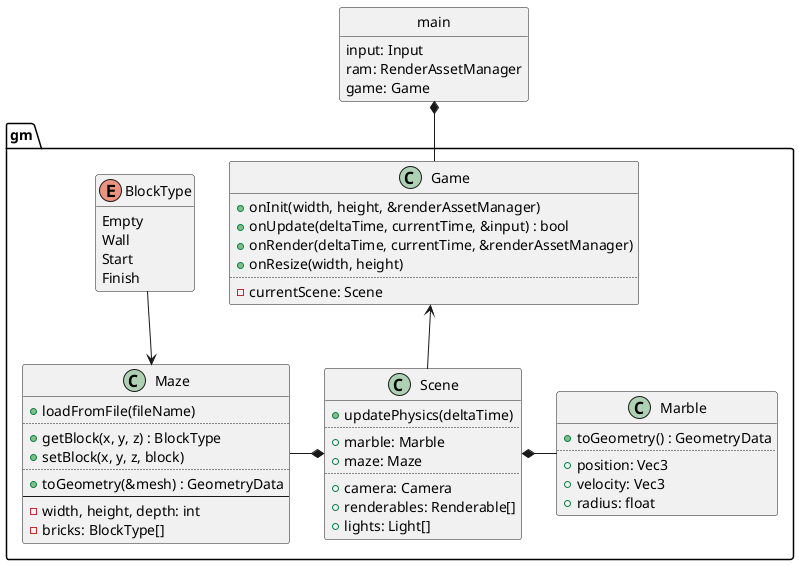 main
input: Input
ram: RenderAssetManager
game: Game
gm
E BlockType
Empty
Wall
Start
Finish
C Game
onInit(width, height, &renderAssetManager)
onUpdate(deltaTime, currentTime, &input) : bool
onRender(deltaTime, currentTime, &renderAssetManager)
onResize(width, height)
currentScene: Scene
C Maze
loadFromFile(fileName)
getBlock(x, y, z) : BlockType
setBlock(x, y, z, block)
toGeometry(&mesh) : GeometryData
width, height, depth: int
bricks: BlockType[]
C Scene
updatePhysics(deltaTime)
marble: Marble
maze: Maze
camera: Camera
renderables: Renderable[]
lights: Light[]
C Marble
toGeometry() : GeometryData
position: Vec3
velocity: Vec3
radius: float